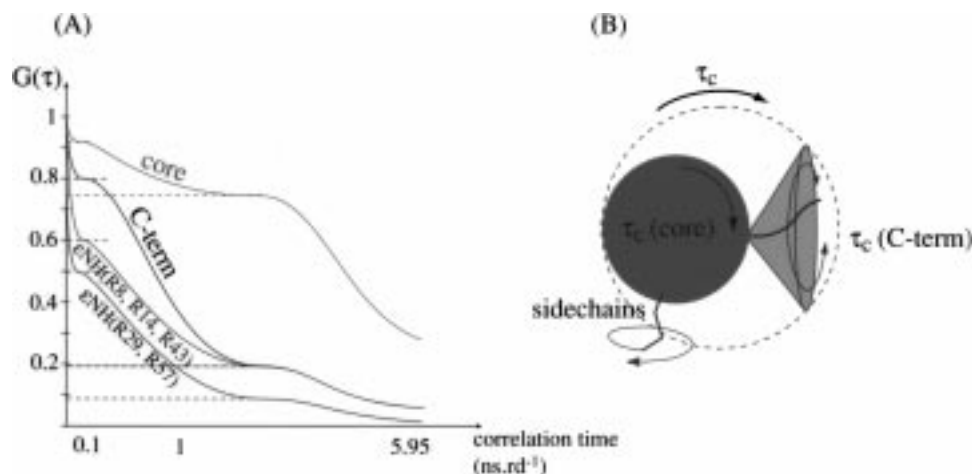 (A)
(B)
G(τ)
1
0.8
0.6
0.4
0.2
core
C-term
εNH(R8, R14, R43)
εNH(R29, R57)
0.1
1
5.95
correlation time
(ns.rd⁻¹)
τc
τc (core)
τc (C-term)
sidechains